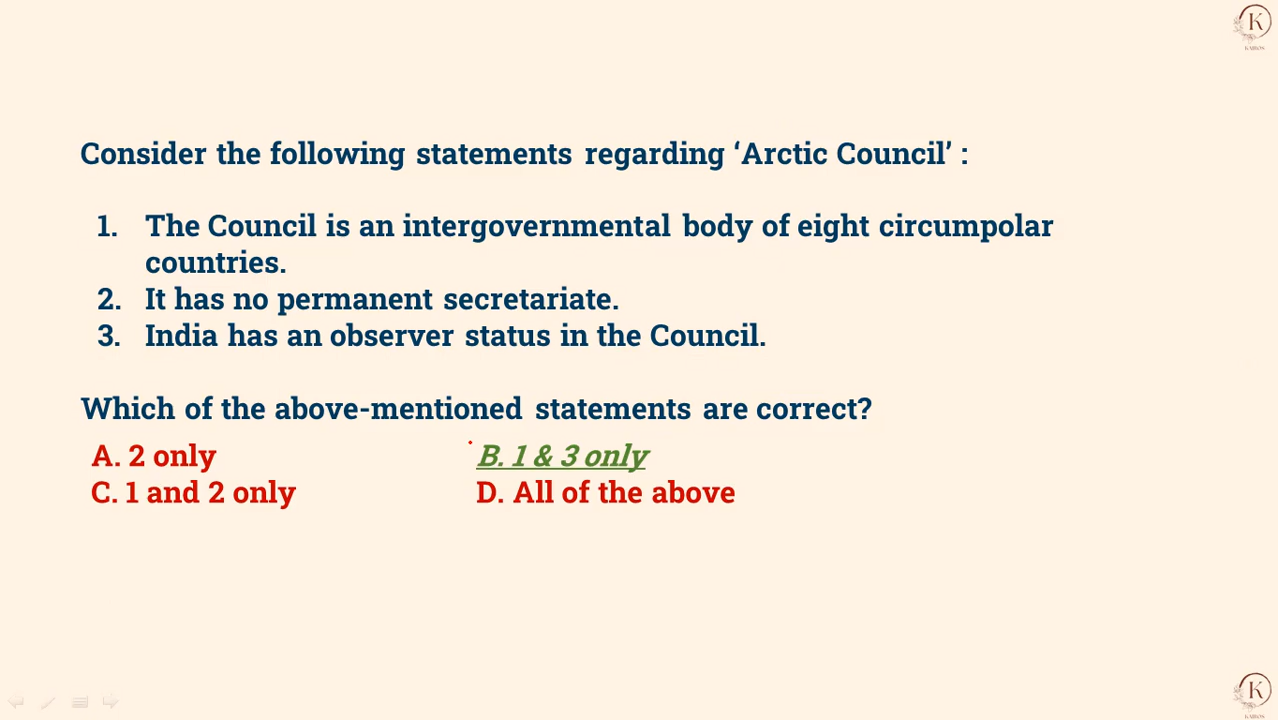 K
KAIROS
Consider the following statements regarding ‘Arctic Council’ :
1. The Council is an intergovernmental body of eight circumpolar
countries.
2. It has no permanent secretariate.
3. India has an observer status in the Council.
Which of the above-mentioned statements are correct?
A. 2 only B. 1 & 3 only
C. 1 and 2 only D. All of the above
K
KAIROS